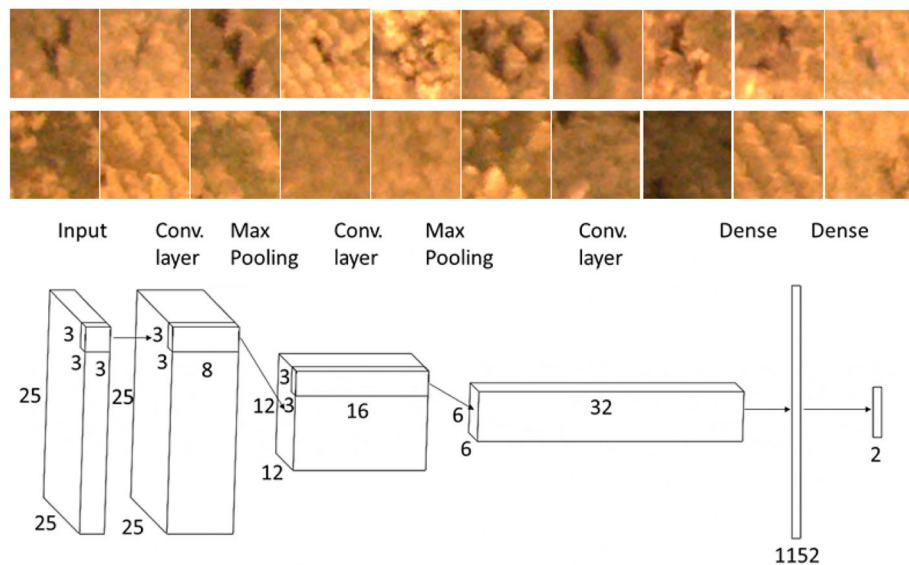 Input
Conv.
layer
Max
Pooling
Conv.
layer
Max
Pooling
Conv.
layer
Dense
Dense
3
3
3
25
25
3
3
8
25
25
3
3
16
12
12
32
6
6
1152
2